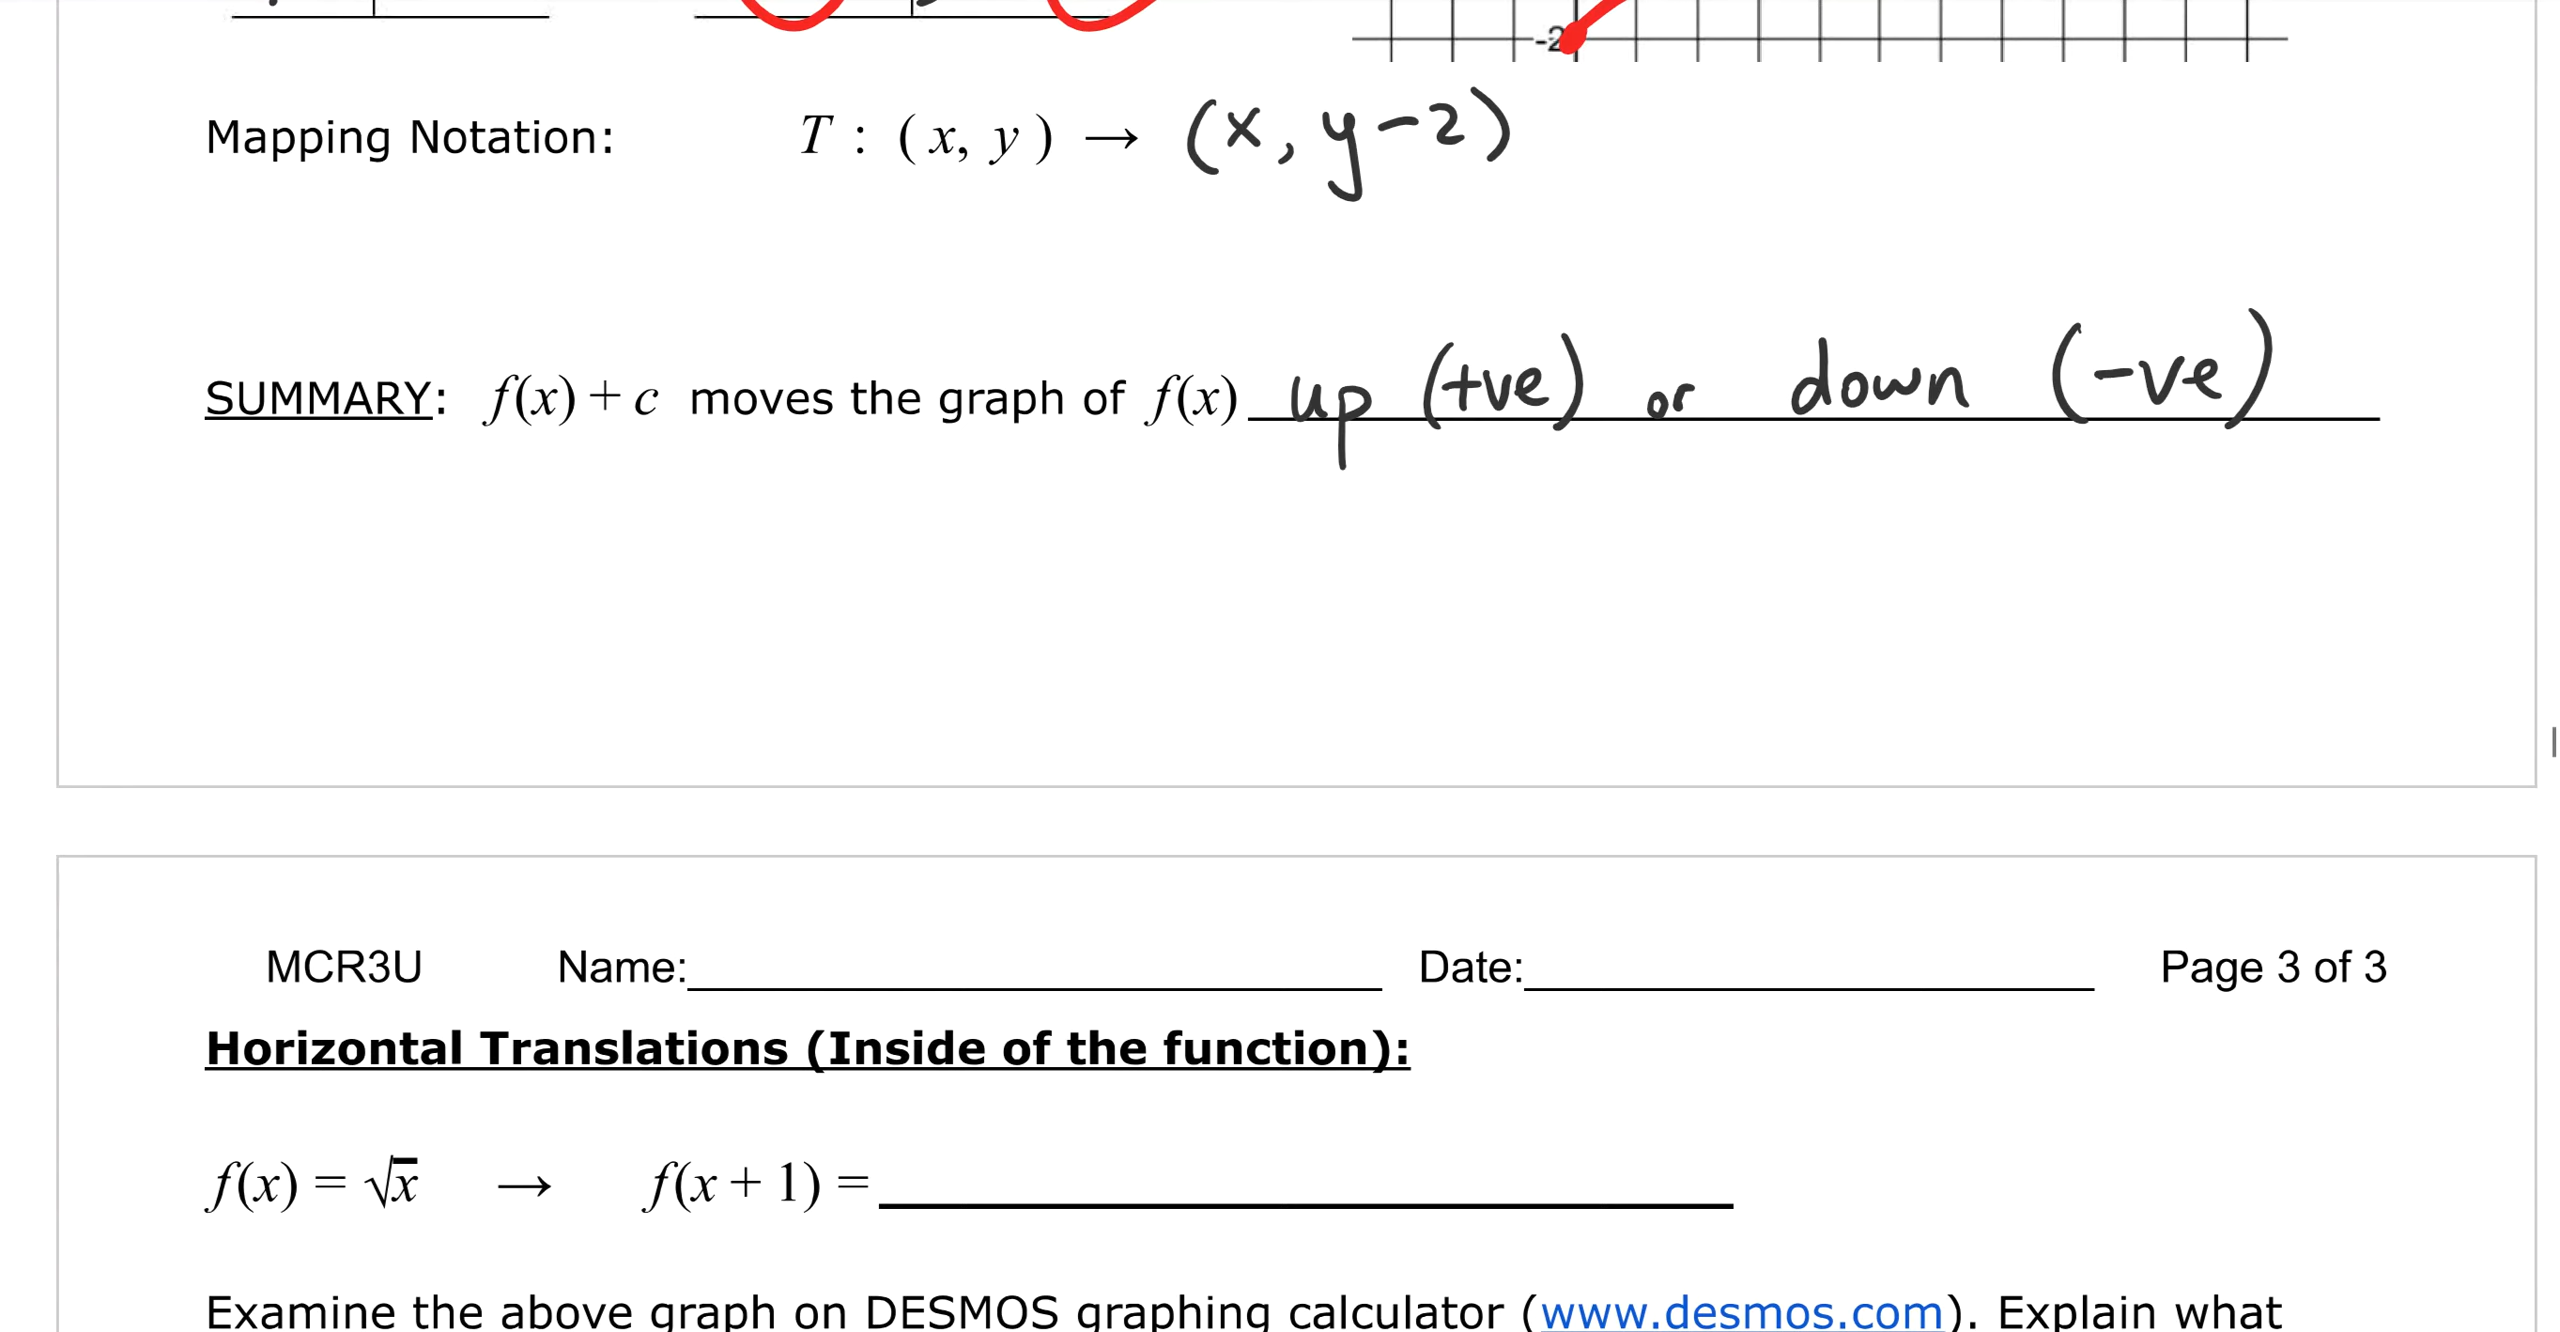 -2
Mapping Notation: T : ( x, y ) → (x, y-2)
SUMMARY: f(x) + c moves the graph of f(x) up (+ve) or down (-ve)
MCR3U Name: Date: Page 3 of 3
Horizontal Translations (Inside of the function):
f(x) = √x → f(x + 1) =
Examine the above graph on DESMOS graphing calculator (www.desmos.com). Explain what